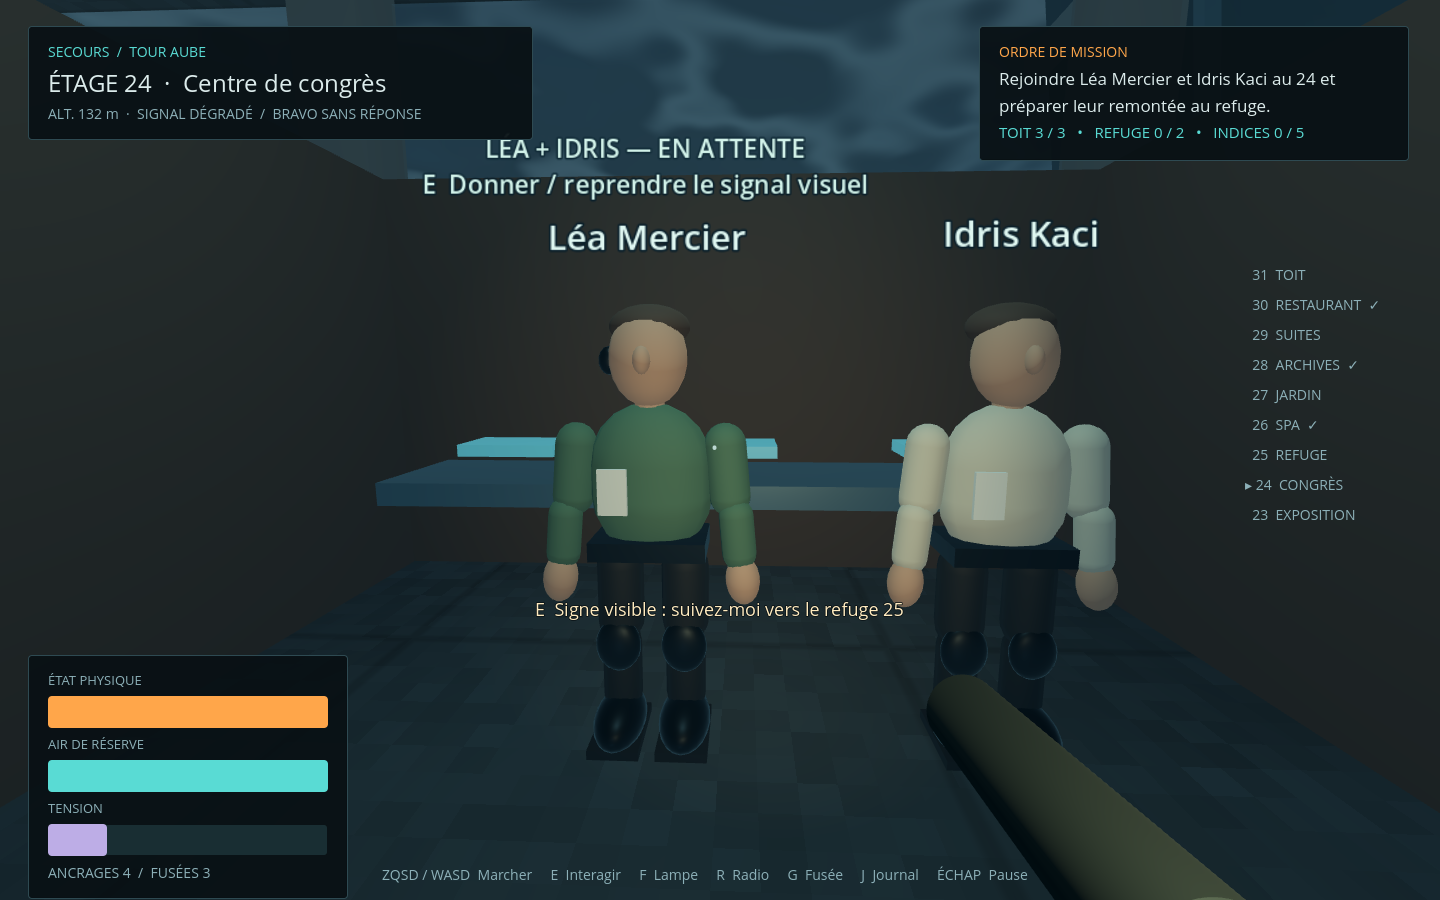 SECOURS / TOUR AUBE
ÉTAGE 24 · Centre de congrès
ALT. 132 m · SIGNAL DÉGRADÉ / BRAVO SANS RÉPONSE
ORDRE DE MISSION
Rejoindre Léa Mercier et Idris Kaci au 24 et
préparer leur remontée au refuge.
TOIT 3 / 3 • REFUGE 0 / 2 • INDICES 0 / 5
LÉA + IDRIS — EN ATTENTE
E Donner / reprendre le signal visuel
Léa Mercier
Idris Kaci
31 TOIT
30 RESTAURANT ✓
29 SUITES
28 ARCHIVES ✓
27 JARDIN
26 SPA ✓
25 REFUGE
▸ 24 CONGRÈS
23 EXPOSITION
E Signe visible : suivez-moi vers le refuge 25
ÉTAT PHYSIQUE
AIR DE RÉSERVE
TENSION
ANCRAGES 4 / FUSÉES 3
ZQSD / WASD Marcher E Interagir F Lampe R Radio G Fusée J Journal ÉCHAP Pause